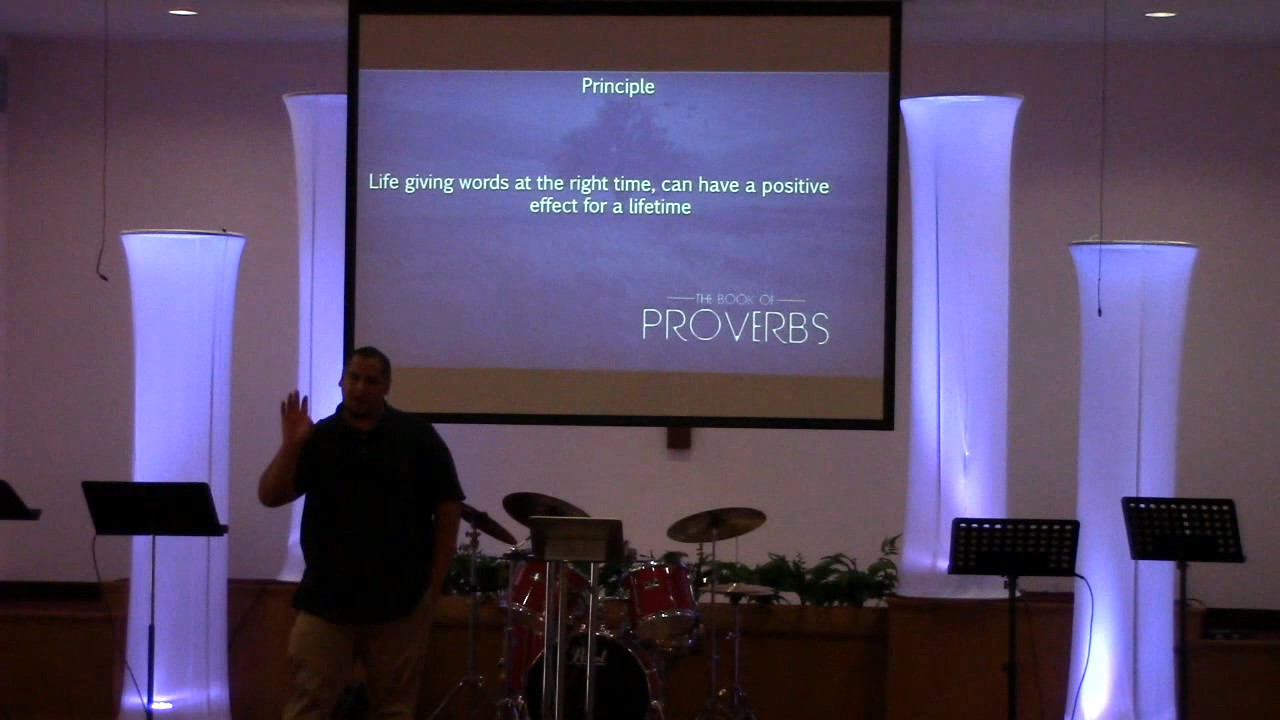 Principle
Life giving words at the right time, can have a positive
effect for a lifetime
THE BOOK OF
PROVERBS